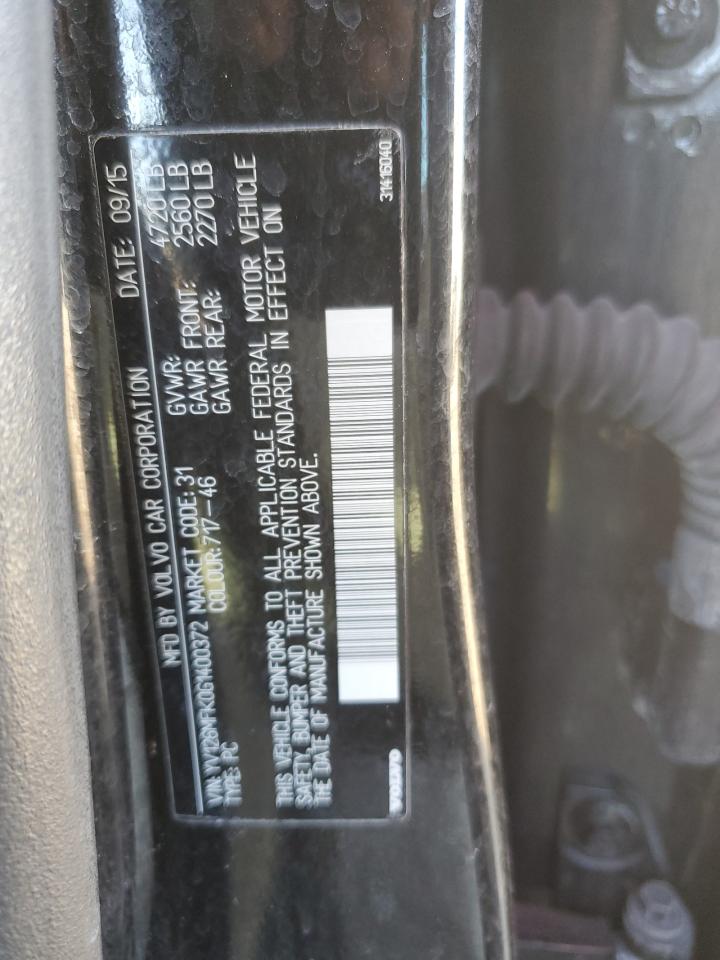 MFD BY VOLVO CAR CORPORATION DATE: 09/15
VIN: YV126MFK0G1400372 MARKET CODE: 31 GVWR: 4720 LB
TYPE: PC COLOUR: 717-46 GAWR FRONT: 2560 LB
GAWR REAR: 2270 LB
THIS VEHICLE CONFORMS TO ALL APPLICABLE FEDERAL MOTOR VEHICLE
SAFETY, BUMPER AND THEFT PREVENTION STANDARDS IN EFFECT ON
THE DATE OF MANUFACTURE SHOWN ABOVE.
VOLVO 31416040